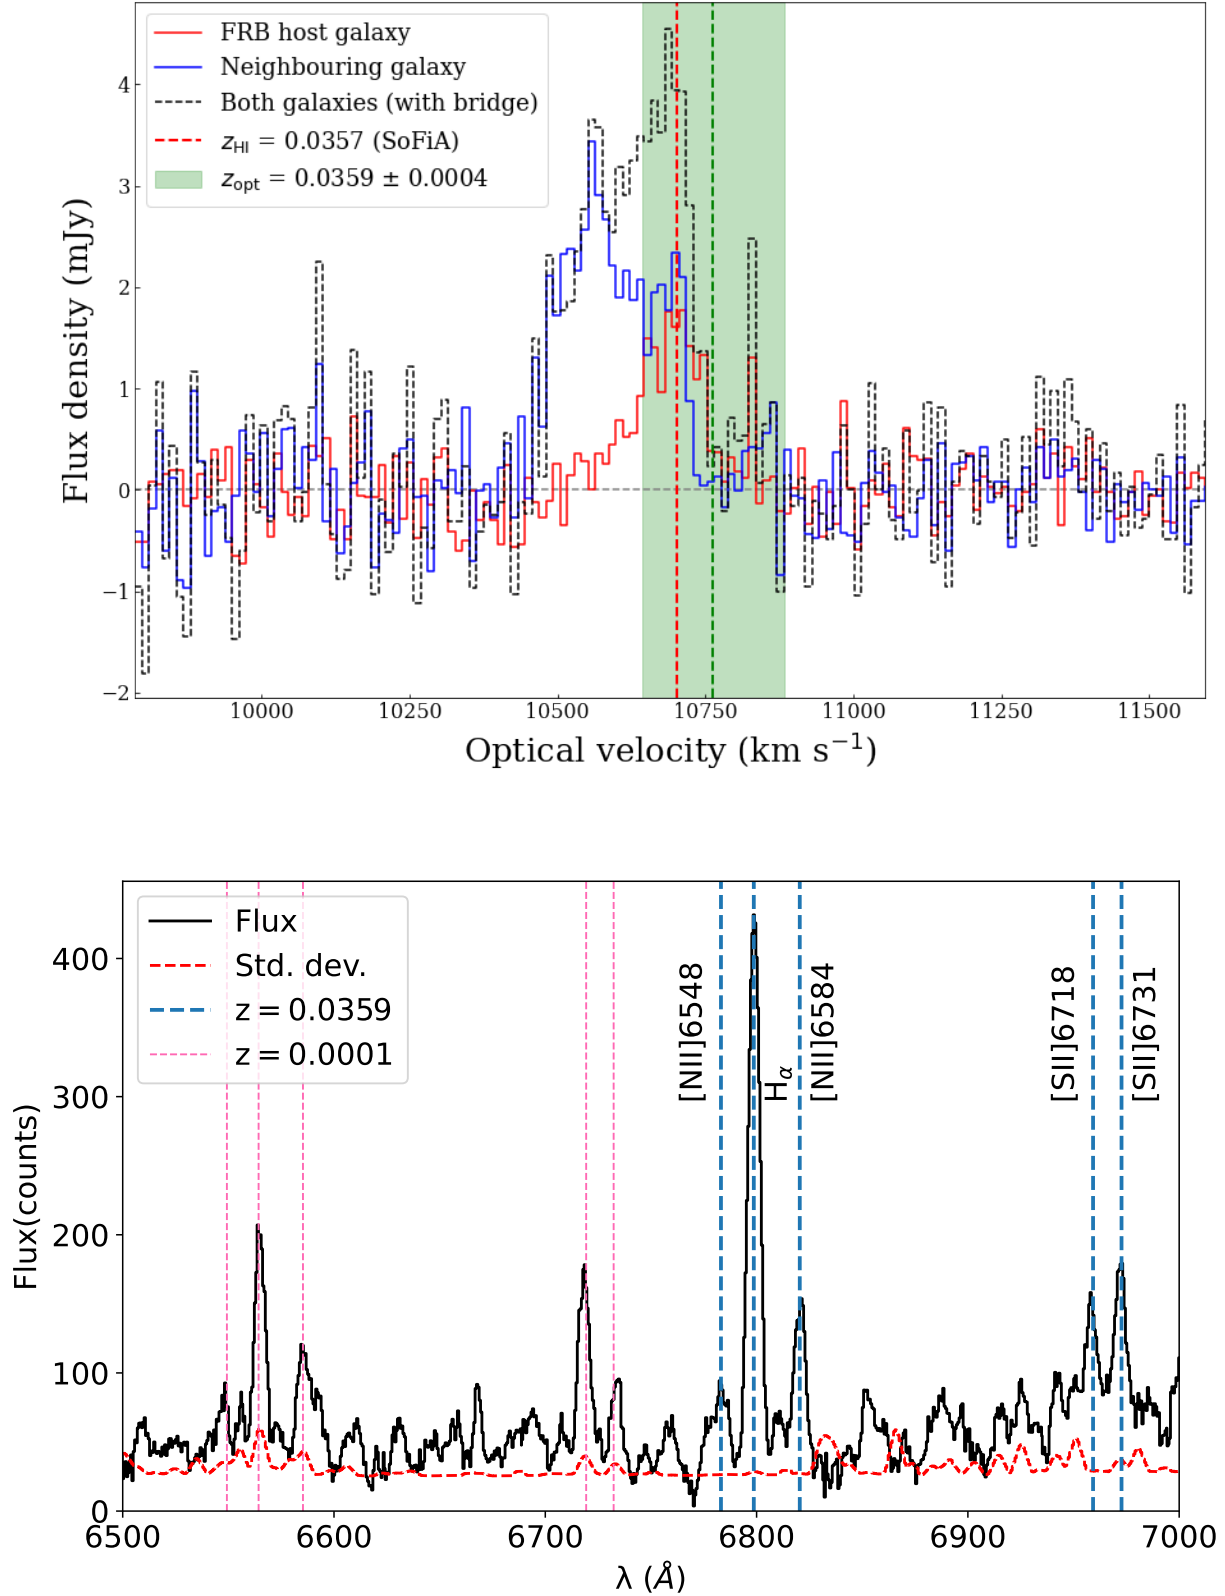 FRB host galaxy
Neighbouring galaxy
Both galaxies (with bridge)
z_HI = 0.0357 (SoFiA)
z_opt = 0.0359 ± 0.0004
4
3
2
1
0
−1
−2
Flux density (mJy)
10000 10250 10500 10750 11000 11250 11500
Optical velocity (km s⁻¹)
Flux
Std. dev.
z = 0.0359
z = 0.0001
[NII]6548
H_α
[NII]6584
[SII]6718
[SII]6731
400
300
200
100
0
Flux(counts)
6500 6600 6700 6800 6900 7000
λ (Å)